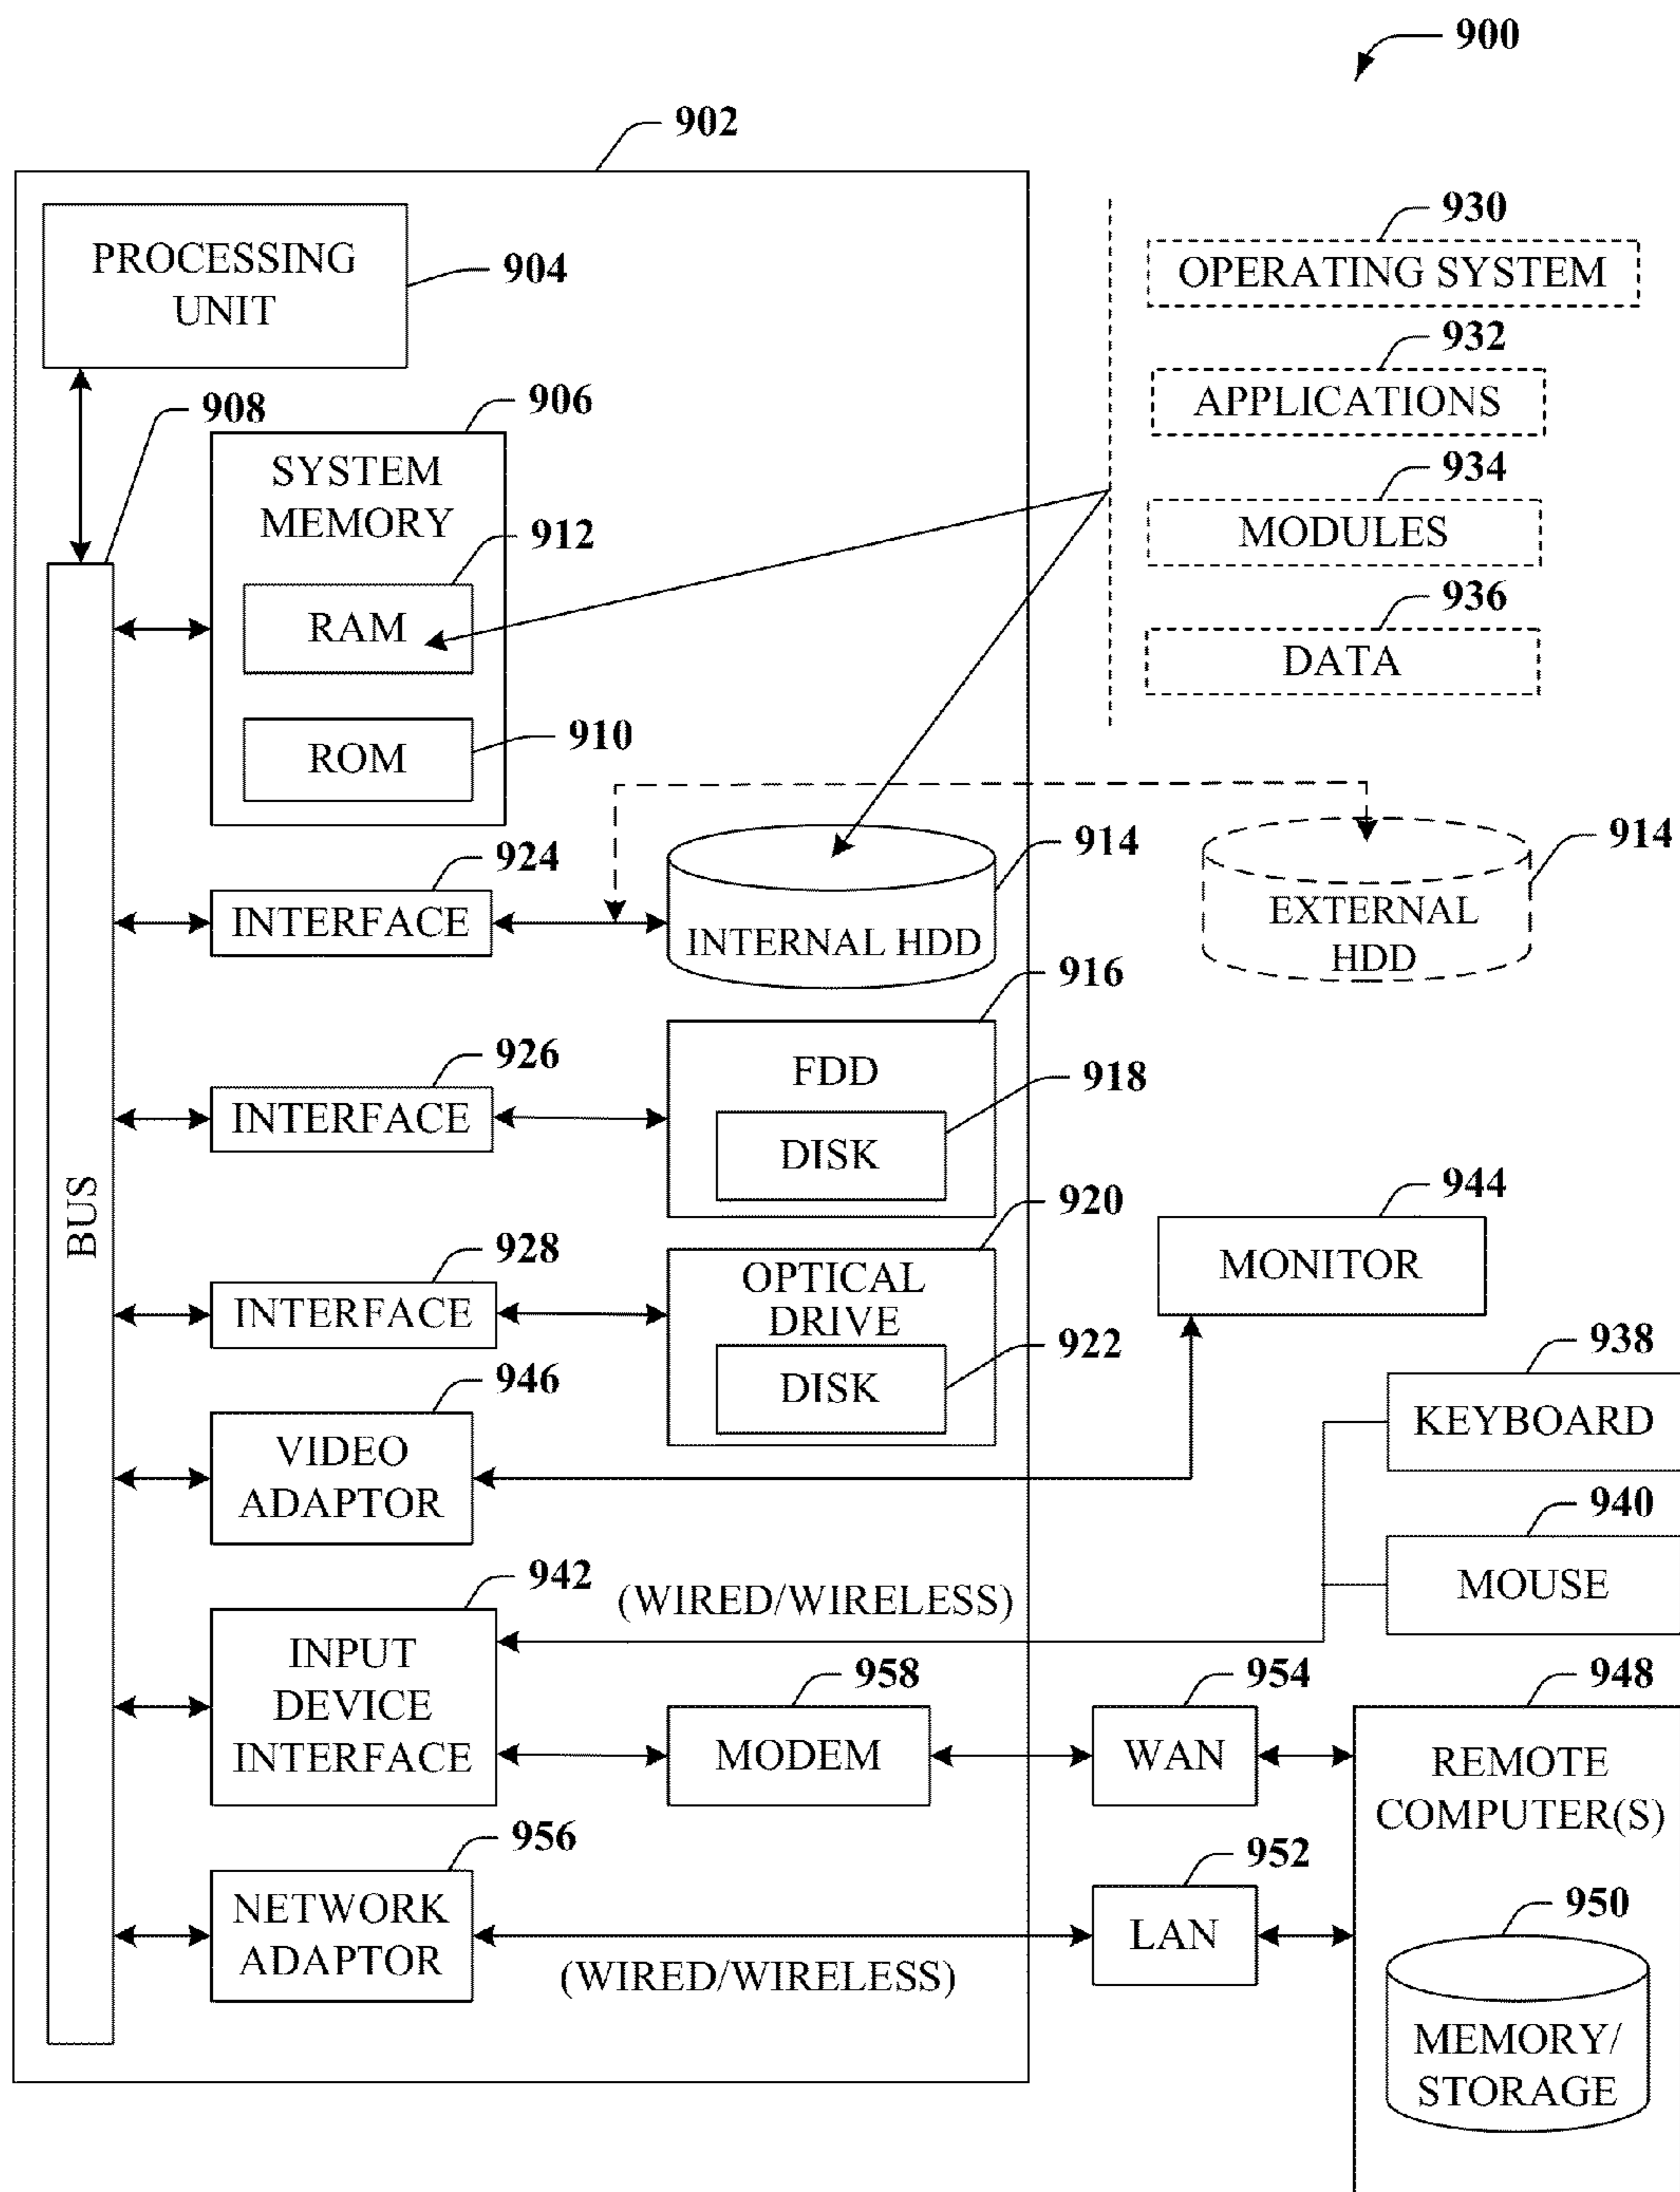 900
902
PROCESSING
UNIT
904
930
OPERATING SYSTEM
932
APPLICATIONS
934
MODULES
936
DATA
908
906
SYSTEM
MEMORY
912
RAM
910
ROM
924
INTERFACE
914
INTERNAL HDD
914
EXTERNAL
HDD
916
FDD
918
DISK
926
INTERFACE
BUS
920
OPTICAL
DRIVE
922
DISK
928
INTERFACE
944
MONITOR
946
VIDEO
ADAPTOR
938
KEYBOARD
940
MOUSE
942
INPUT
DEVICE
INTERFACE
(WIRED/WIRELESS)
958
MODEM
954
WAN
948
REMOTE
COMPUTER(S)
956
NETWORK
ADAPTOR
(WIRED/WIRELESS)
952
LAN
950
MEMORY/
STORAGE